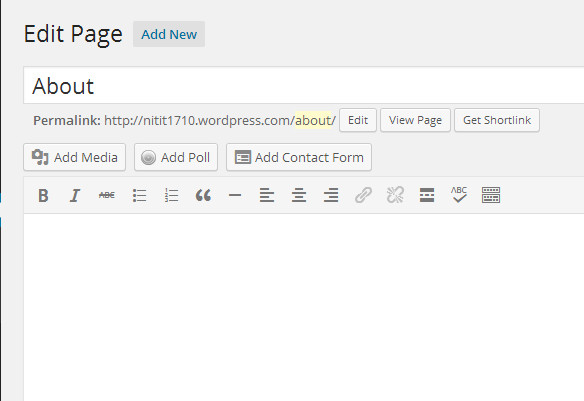 Edit Page Add New
About
Permalink: http://nitit1710.wordpress.com/about/ Edit View Page Get Shortlink
Add Media Add Poll Add Contact Form
B I ABC ABC